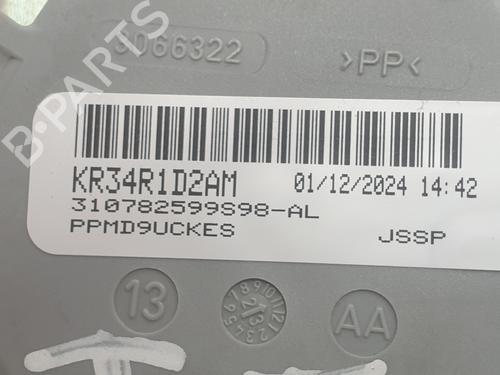 3066322 >PP<
KR34R1D2AM 01/12/2024 14:42
310782599S98-AL
PPMD9UCKES JSSP
13 AA
B-PARTS